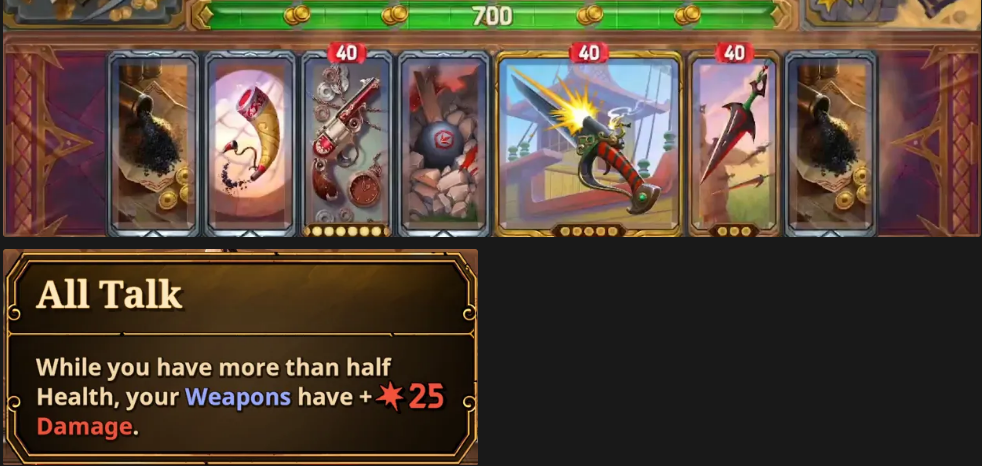 700
40
40
40
All Talk
While you have more than half
Health, your Weapons have + 25
Damage.